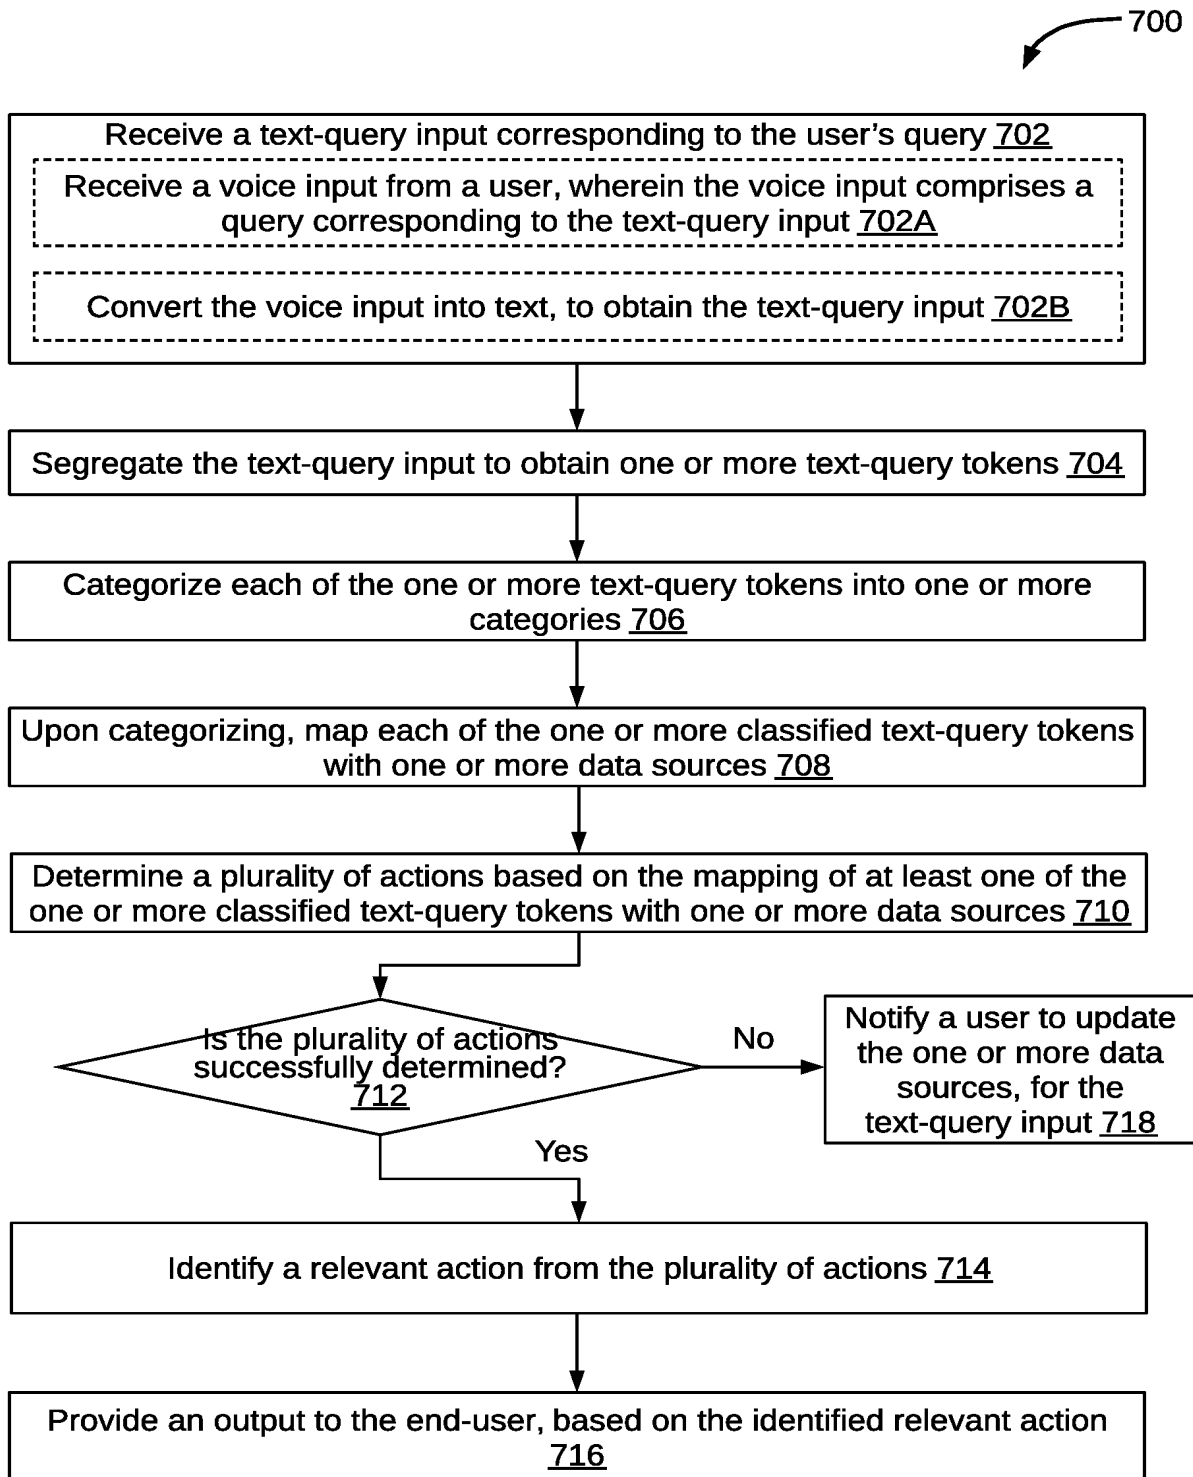 700
Receive a text-query input corresponding to the user's query 702
Receive a voice input from a user, wherein the voice input comprises a
query corresponding to the text-query input 702A
Convert the voice input into text, to obtain the text-query input 702B
Segregate the text-query input to obtain one or more text-query tokens 704
Categorize each of the one or more text-query tokens into one or more
categories 706
Upon categorizing, map each of the one or more classified text-query tokens
with one or more data sources 708
Determine a plurality of actions based on the mapping of at least one of the
one or more classified text-query tokens with one or more data sources 710
Is the plurality of actions
successfully determined?
712
No
Notify a user to update
the one or more data
sources, for the
text-query input 718
Yes
Identify a relevant action from the plurality of actions 714
Provide an output to the end-user, based on the identified relevant action
716